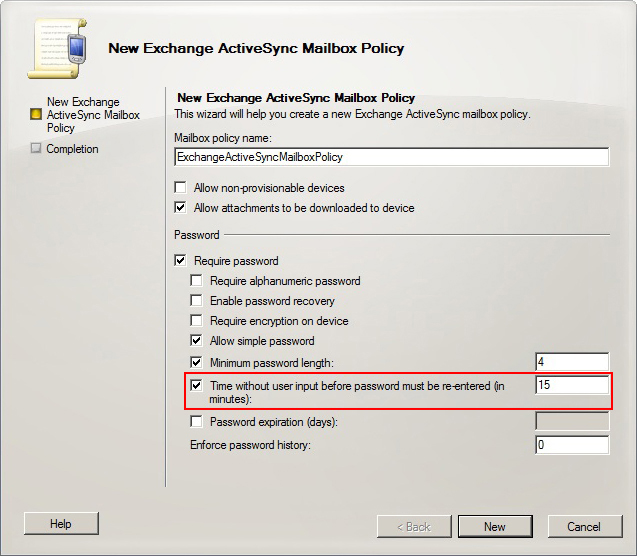 New Exchange ActiveSync Mailbox Policy
New Exchange
ActiveSync Mailbox
Policy
Completion
New Exchange ActiveSync Mailbox Policy
This wizard will help you create a new Exchange ActiveSync mailbox policy.
Mailbox policy name:
ExchangeActiveSyncMailboxPolicy
Allow non-provisionable devices
Allow attachments to be downloaded to device
Password
Require password
Require alphanumeric password
Enable password recovery
Require encryption on device
Allow simple password
Minimum password length: 4
Time without user input before password must be re-entered (in 15
minutes):
Password expiration (days):
Enforce password history: 0
Help
< Back
New
Cancel